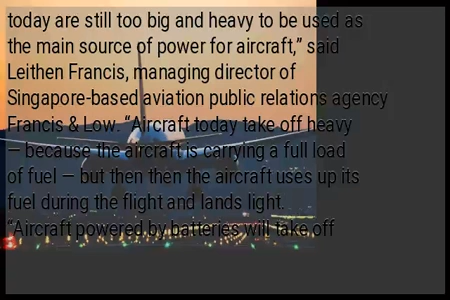 today are still too big and heavy to be used as
the main source of power for aircraft,” said
Leithen Francis, managing director of
Singapore-based aviation public relations agency
Francis & Low. “Aircraft today take off heavy
— because the aircraft is carrying a full load
of fuel — but then then the aircraft uses up its
fuel during the flight and lands light.
“Aircraft powered by batteries will take off